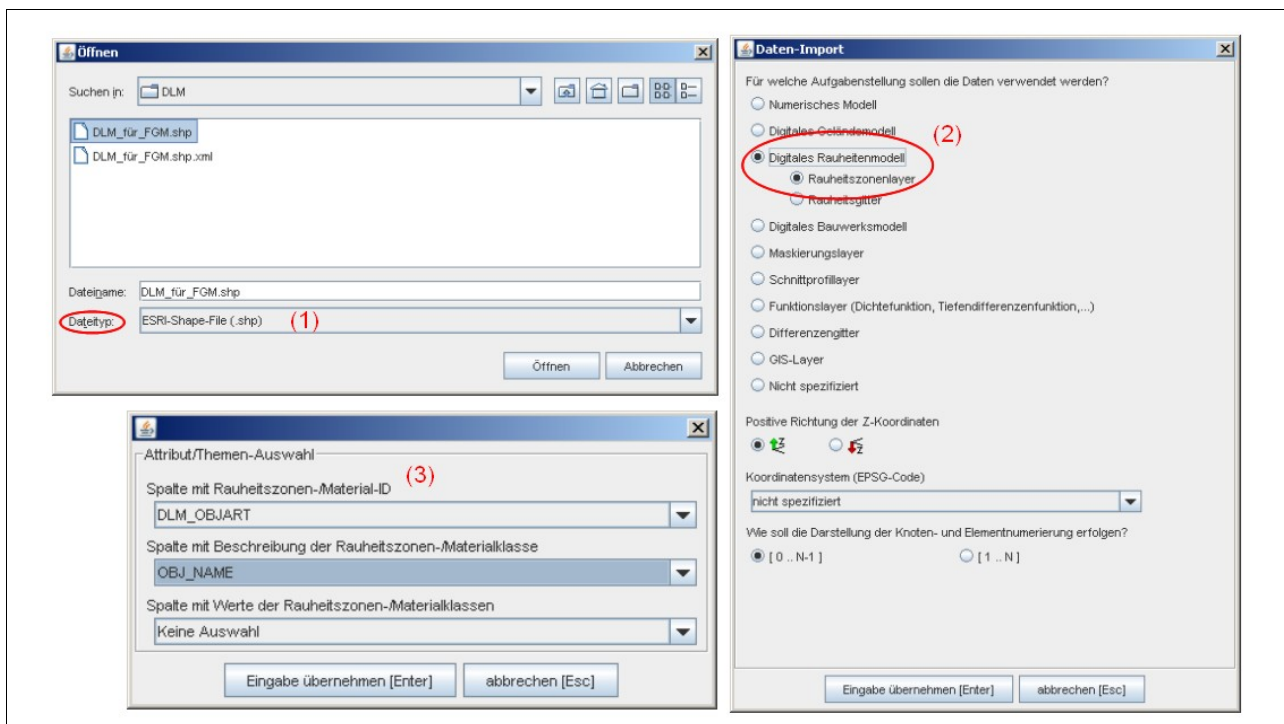 Öffnen
Suchen in: DLM
DLM_für_FGM.shp
DLM_für_FGM.shp.xml
Dateiname: DLM_für_FGM.shp
Dateityp: ESRI-Shape-File (.shp) (1)
Öffnen Abbrechen
Daten-Import
Für welche Aufgabenstellung sollen die Daten verwendet werden?
Numerisches Modell
Digitales Geländemodell (2)
Digitales Rauheitenmodell
Rauheitszonenlayer
Rauheitsgitter
Digitales Bauwerksmodell
Maskierungslayer
Schnittprofillayer
Funktionslayer (Dichtefunktion, Tiefendifferenzenfunktion,...)
Differenzengitter
GIS-Layer
Nicht spezifiziert
Positive Richtung der Z-Koordinaten
Z Z
Koordinatensystem (EPSG-Code)
nicht spezifiziert
Wie soll die Darstellung der Knoten- und Elementnumerierung erfolgen?
[ 0 .. N-1 ] [ 1 .. N ]
Eingabe übernehmen [Enter] abbrechen [Esc]
Attribut/Themen-Auswahl
(3)
Spalte mit Rauheitszonen-/Material-ID
DLM_OBJART
Spalte mit Beschreibung der Rauheitszonen-/Materialklasse
OBJ_NAME
Spalte mit Werte der Rauheitszonen-/Materialklassen
Keine Auswahl
Eingabe übernehmen [Enter] abbrechen [Esc]